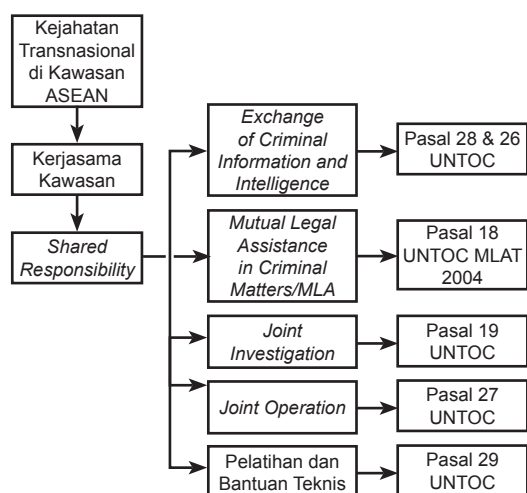 Kejahatan
Transnasional
di Kawasan
ASEAN
Kerjasama
Kawasan
Shared
Responsibility
Exchange
of Criminal
Information and
Intelligence
Pasal 28 & 26
UNTOC
Mutual Legal
Assistance
in Criminal
Matters/MLA
Pasal 18
UNTOC MLAT
2004
Joint
Investigation
Pasal 19
UNTOC
Joint Operation
Pasal 27
UNTOC
Pelatihan dan
Bantuan Teknis
Pasal 29
UNTOC